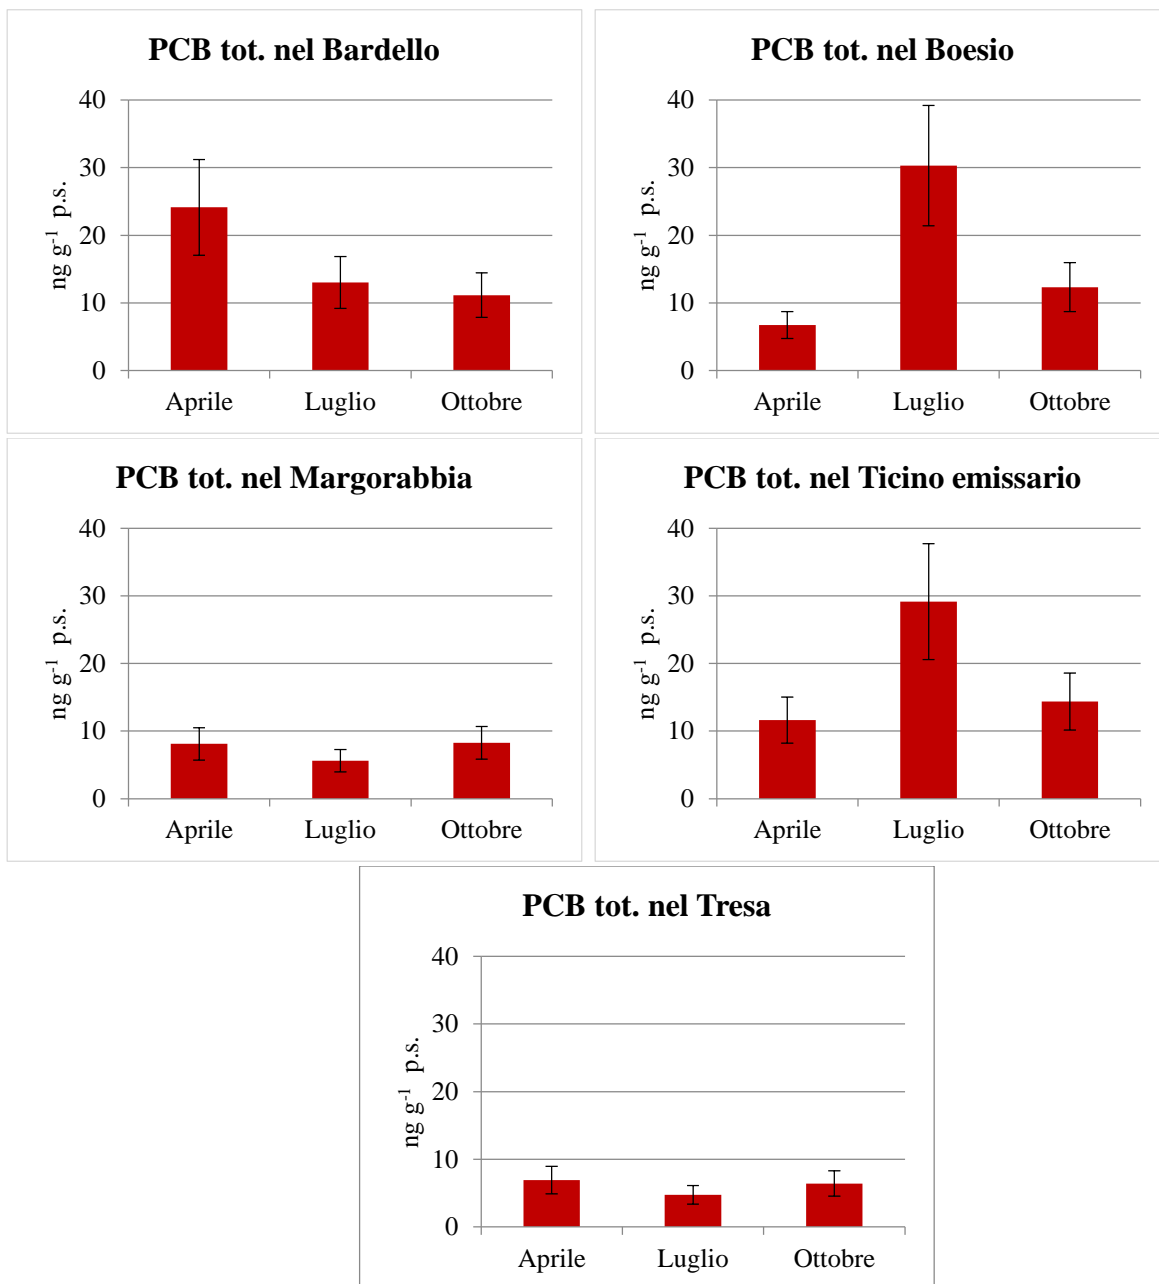 PCB tot. nel Bardello
40
30
20
10
0
ng g-1 p.s.
Aprile Luglio Ottobre
PCB tot. nel Boesio
40
30
20
10
0
ng g-1 p.s.
Aprile Luglio Ottobre
PCB tot. nel Margorabbia
40
30
20
10
0
ng g-1 p.s.
Aprile Luglio Ottobre
PCB tot. nel Ticino emissario
40
30
20
10
0
ng g-1 p.s.
Aprile Luglio Ottobre
PCB tot. nel Tresa
40
30
20
10
0
ng g-1 p.s.
Aprile Luglio Ottobre